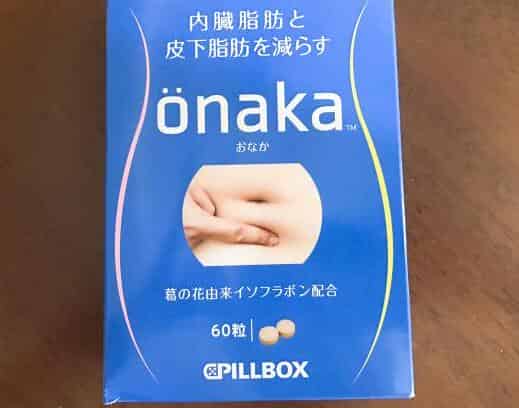 内臓脂肪と
皮下脂肪を減らす
önaka™
おなか
葛の花由来イソフラボン配合
60粒
PILLBOX